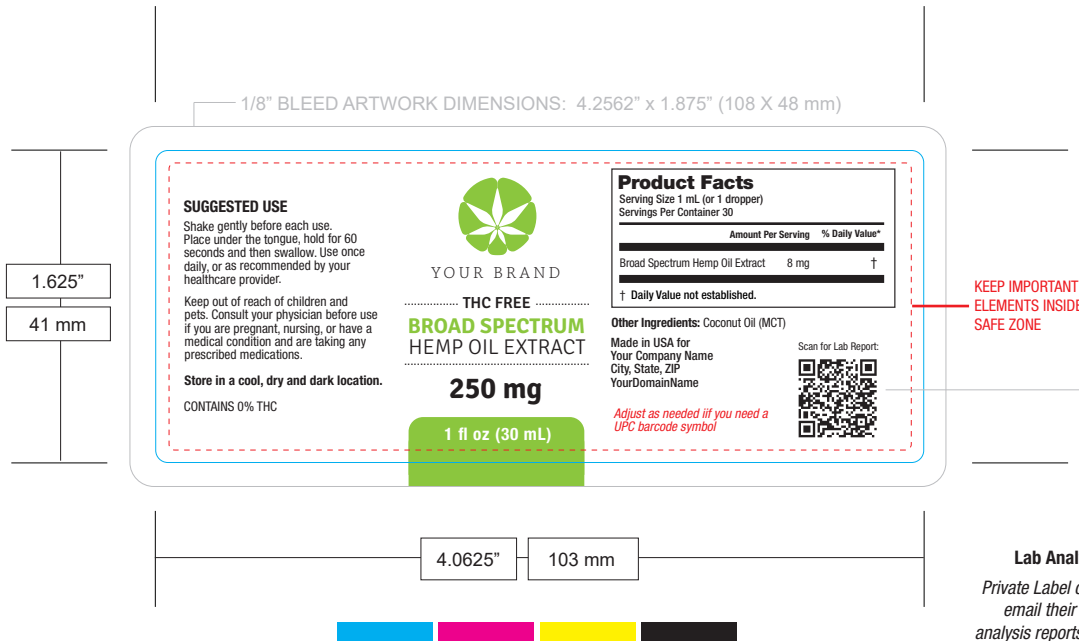 1/8” BLEED ARTWORK DIMENSIONS: 4.2562” x 1.875” (108 X 48 mm)
1.625”
41 mm
SUGGESTED USE
Shake gently before each use.
Place under the tongue, hold for 60
seconds and then swallow. Use once
daily, or as recommended by your
healthcare provider.
Keep out of reach of children and
pets. Consult your physician before use
if you are pregnant, nursing, or have a
medical condition and are taking any
prescribed medications.
Store in a cool, dry and dark location.
CONTAINS 0% THC
YOUR BRAND
THC FREE
BROAD SPECTRUM
HEMP OIL EXTRACT
250 mg
1 fl oz (30 mL)
Product Facts
Serving Size 1 mL (or 1 dropper)
Servings Per Container 30
Amount Per Serving % Daily Value*
Broad Spectrum Hemp Oil Extract 8 mg †
† Daily Value not established.
Other Ingredients: Coconut Oil (MCT)
Made in USA for
Your Company Name
City, State, ZIP
YourDomainName
Scan for Lab Report:
Adjust as needed iif you need a
UPC barcode symbol
KEEP IMPORTANT
ELEMENTS INSIDE
SAFE ZONE
4.0625”
103 mm
Lab Anal
Private Label c
email their
analysis reports